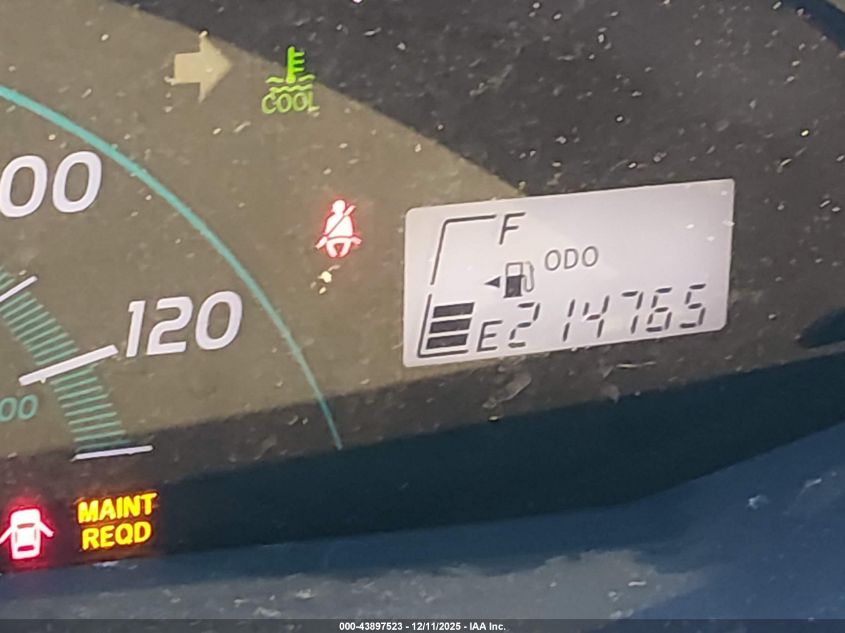 COOL
00
F
ODO
120
E 214765
00
MAINT
REQD
000-43897523 - 12/11/2025 - IAA Inc.